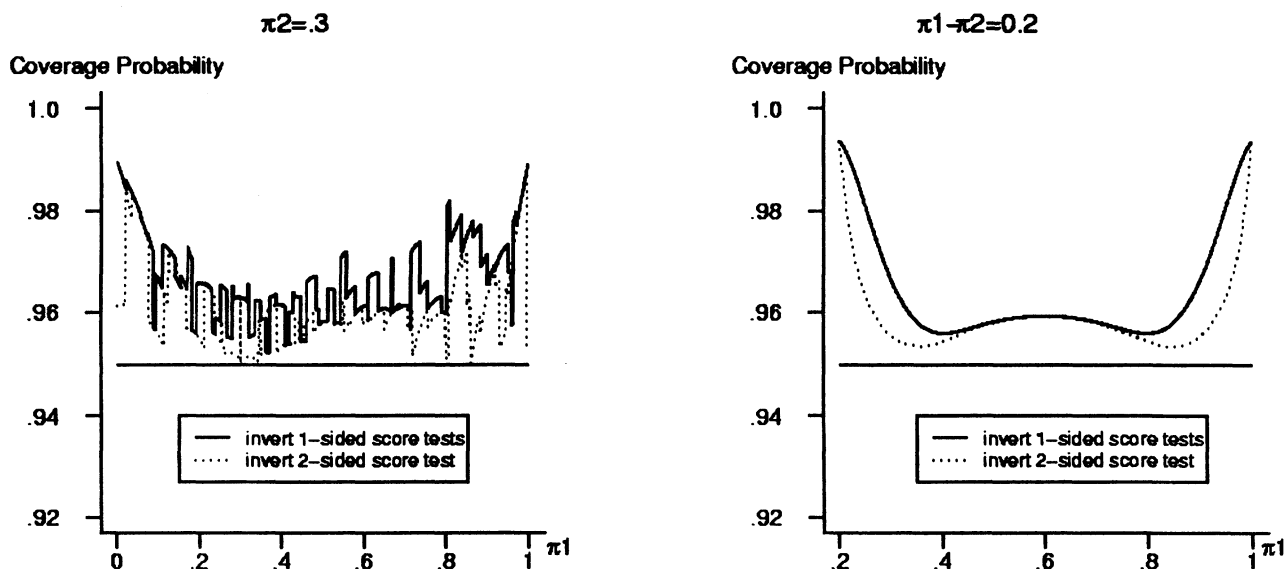 π2=.3
Coverage Probability
1.0
.98
.96
.94
.92
invert 1-sided score tests
invert 2-sided score test
0 .2 .4 .6 .8 1 π1
π1-π2=0.2
Coverage Probability
1.0
.98
.96
.94
.92
invert 1-sided score tests
invert 2-sided score test
.2 .4 .6 .8 1 π1